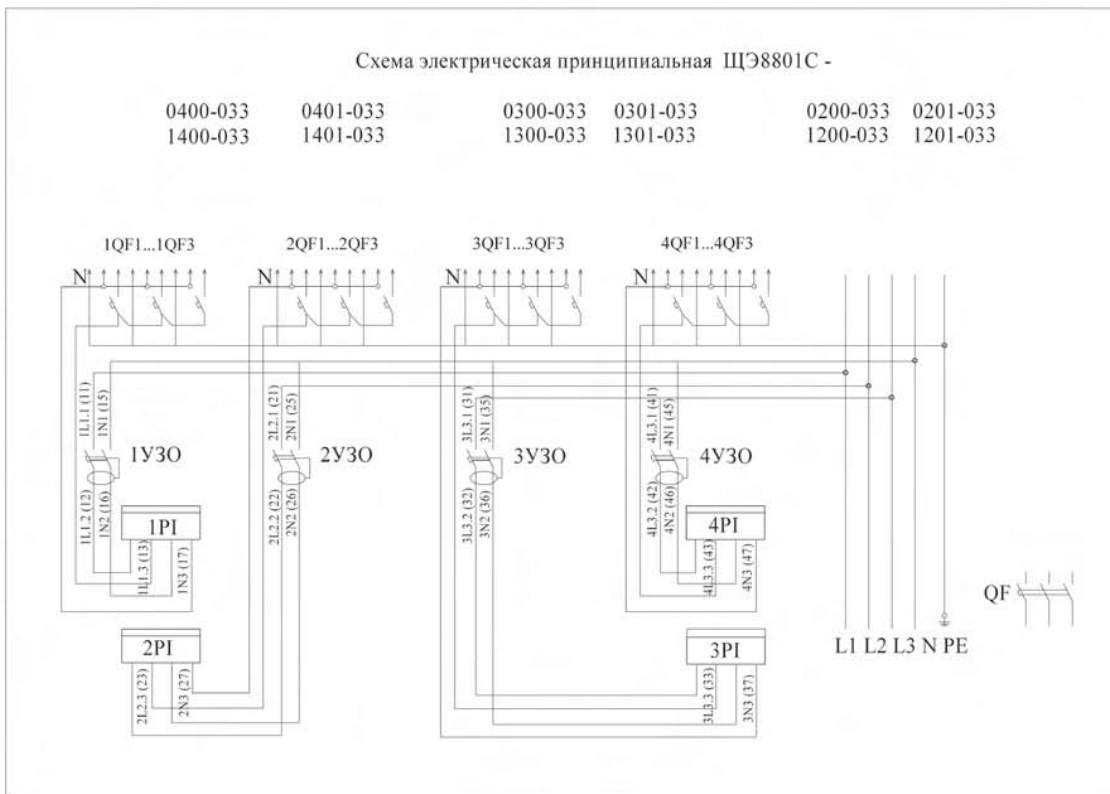 Схема электрическая принципиальная ЩЭ8801С -
0400-033 0401-033 0300-033 0301-033 0200-033 0201-033
1400-033 1401-033 1300-033 1301-033 1200-033 1201-033
1QF1...1QF3 2QF1...2QF3 3QF1...3QF3 4QF1...4QF3
N N N N
1L1.1 (11) 1N1 (15) 2L2.1 (21) 2N1 (25) 3L3.1 (31) 3N1 (35) 4L3.1 (41) 4N1 (45)
1УЗО 2УЗО 3УЗО 4УЗО
1L1.2 (12) 1N2 (16) 2L2.2 (22) 2N2 (26) 3L3.2 (32) 3N2 (36) 4L3.2 (42) 4N2 (46)
1PI 4PI
1L1.3 (13) 1N3 (17) 4L3.3 (43) 4N3 (47)
QF
2PI 3PI L1 L2 L3 N PE
2L2.3 (23) 2N3 (27) 3L3.3 (33) 3N3 (37)